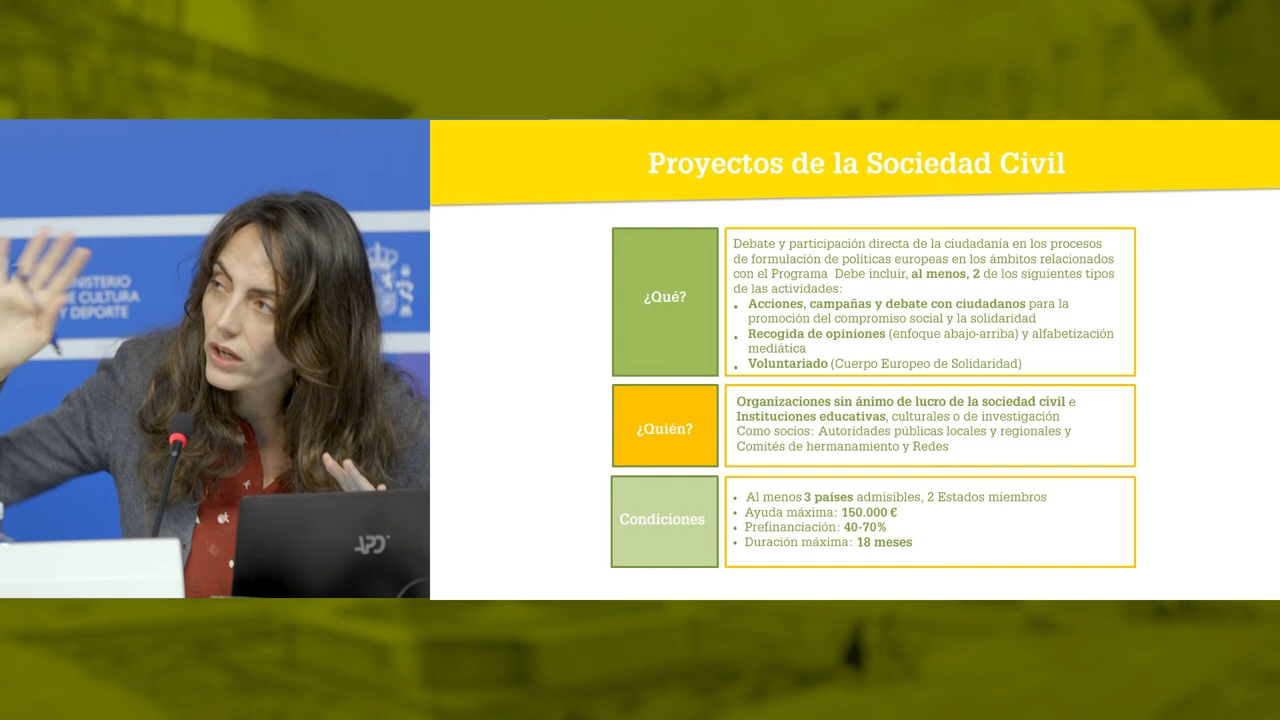 Proyectos de la Sociedad Civil
¿Qué?
Debate y participación directa de la ciudadanía en los procesos
de formulación de políticas europeas en los ámbitos relacionados
con el Programa Debe incluir, al menos, 2 de los siguientes tipos
de las actividades:
• Acciones, campañas y debate con ciudadanos para la
promoción del compromiso social y la solidaridad
• Recogida de opiniones (enfoque abajo-arriba) y alfabetización
mediática
• Voluntariado (Cuerpo Europeo de Solidaridad)
¿Quién?
Organizaciones sin ánimo de lucro de la sociedad civil e
Instituciones educativas, culturales o de investigación
Como socios: Autoridades públicas locales y regionales y
Comités de hermanamiento y Redes
Condiciones
• Al menos 3 países admisibles, 2 Estados miembros
• Ayuda máxima: 150.000 €
• Prefinanciación: 40-70%
• Duración máxima: 18 meses
NISTERIO
E CULTURA
Y DEPORTE
APD